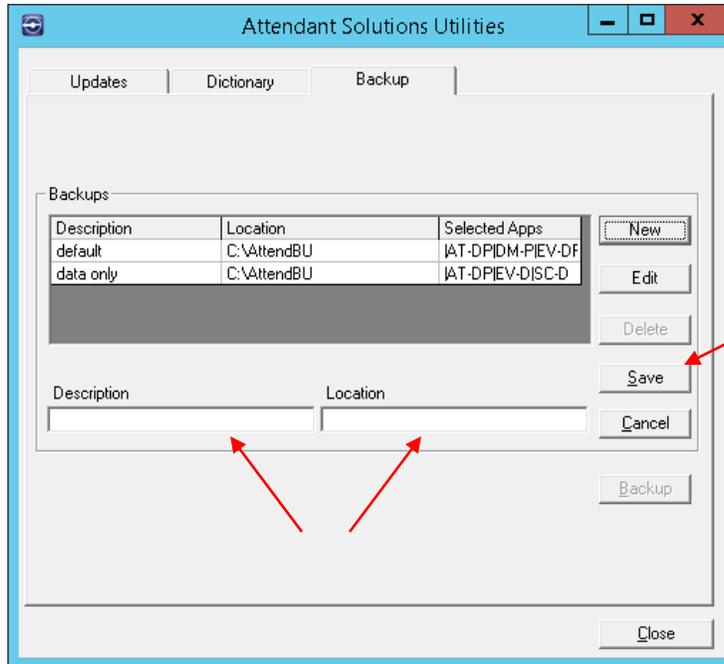 Attendant Solutions Utilities
Updates Dictionary Backup
Backups
Description Location Selected Apps
default C:\AttendBU |AT-DP|DM-P|EV-DF
data only C:\AttendBU |AT-DP|EV-D|SC-D
New
Edit
Delete
Save
Description Location
Cancel
Backup
Close